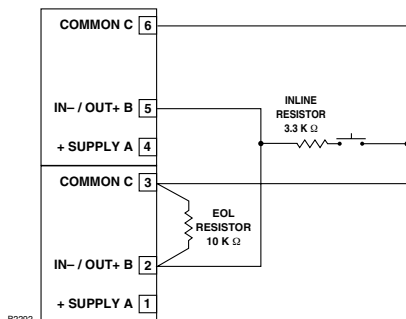 COMMON C 6
IN– / OUT+ B 5
+ SUPPLY A 4
COMMON C 3
IN– / OUT+ B 2
+ SUPPLY A 1
INLINE
RESISTOR
3.3 K Ω
EOL
RESISTOR
10 K Ω